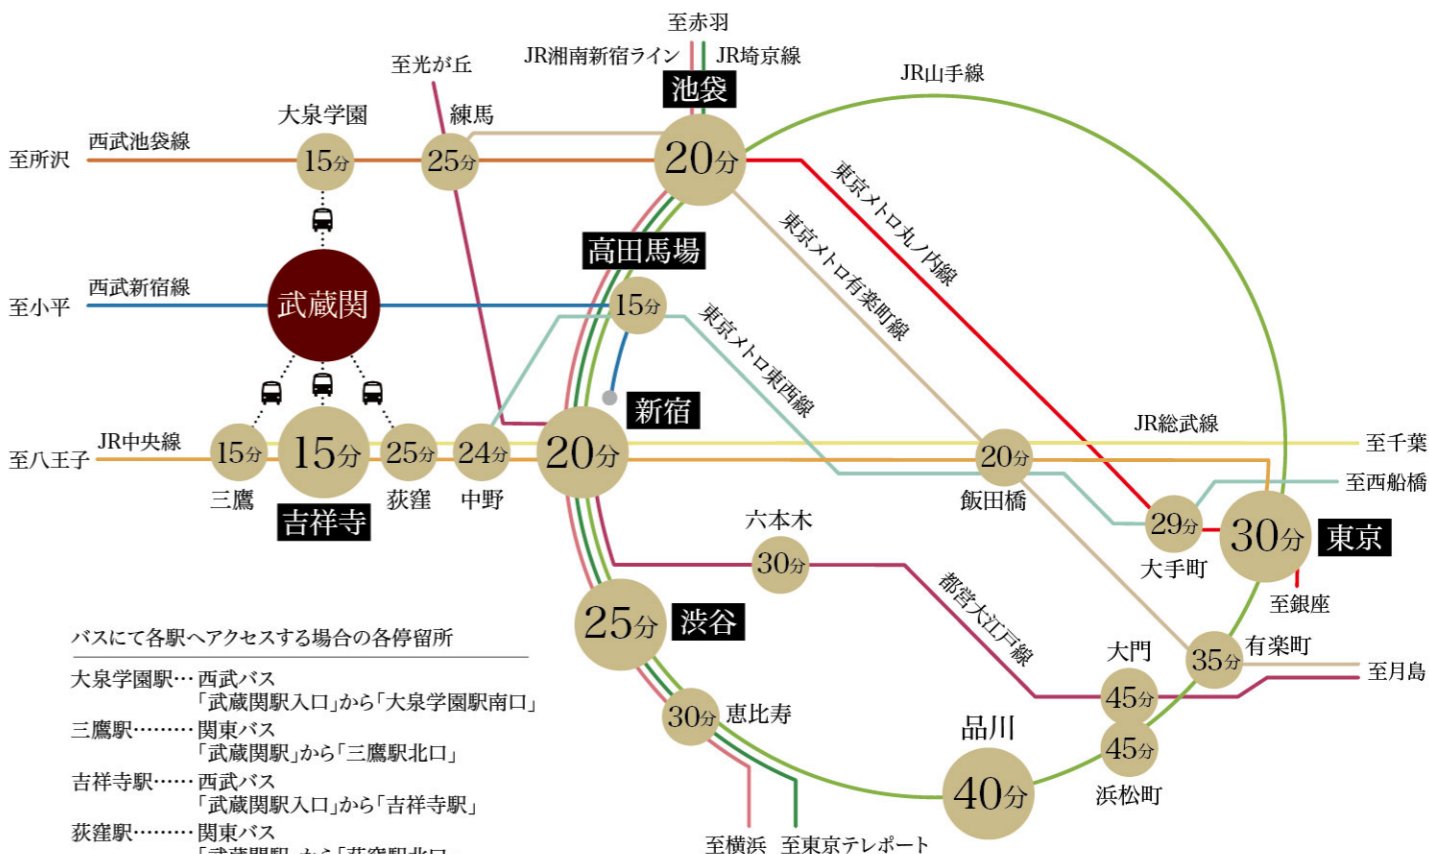 至赤羽
JR湘南新宿ライン
JR埼京線
至光が丘
池袋
JR山手線
大泉学園
練馬
西武池袋線
至所沢
15分
25分
20分
東京メトロ丸ノ内線
東京メトロ有楽町線
高田馬場
西武新宿線
至小平
武蔵関
15分
東京メトロ東西線
新宿
JR中央線
JR総武線
至千葉
至八王子
15分
15分
25分
24分
20分
20分
至西船橋
三鷹
吉祥寺
荻窪
中野
飯田橋
六本木
30分
29分
大手町
30分
東京
至銀座
都営大江戸線
25分
渋谷
大門
35分
有楽町
至月島
45分
30分
恵比寿
品川
40分
45分
浜松町
至横浜
至東京テレポート
バスにて各駅へアクセスする場合の各停留所
大泉学園駅…西武バス
「武蔵関駅入口」から「大泉学園駅南口」
三鷹駅………関東バス
「武蔵関駅」から「三鷹駅北口」
吉祥寺駅……西武バス
「武蔵関駅入口」から「吉祥寺駅」
荻窪駅………関東バス
「武蔵関駅」から「荻窪駅北口」